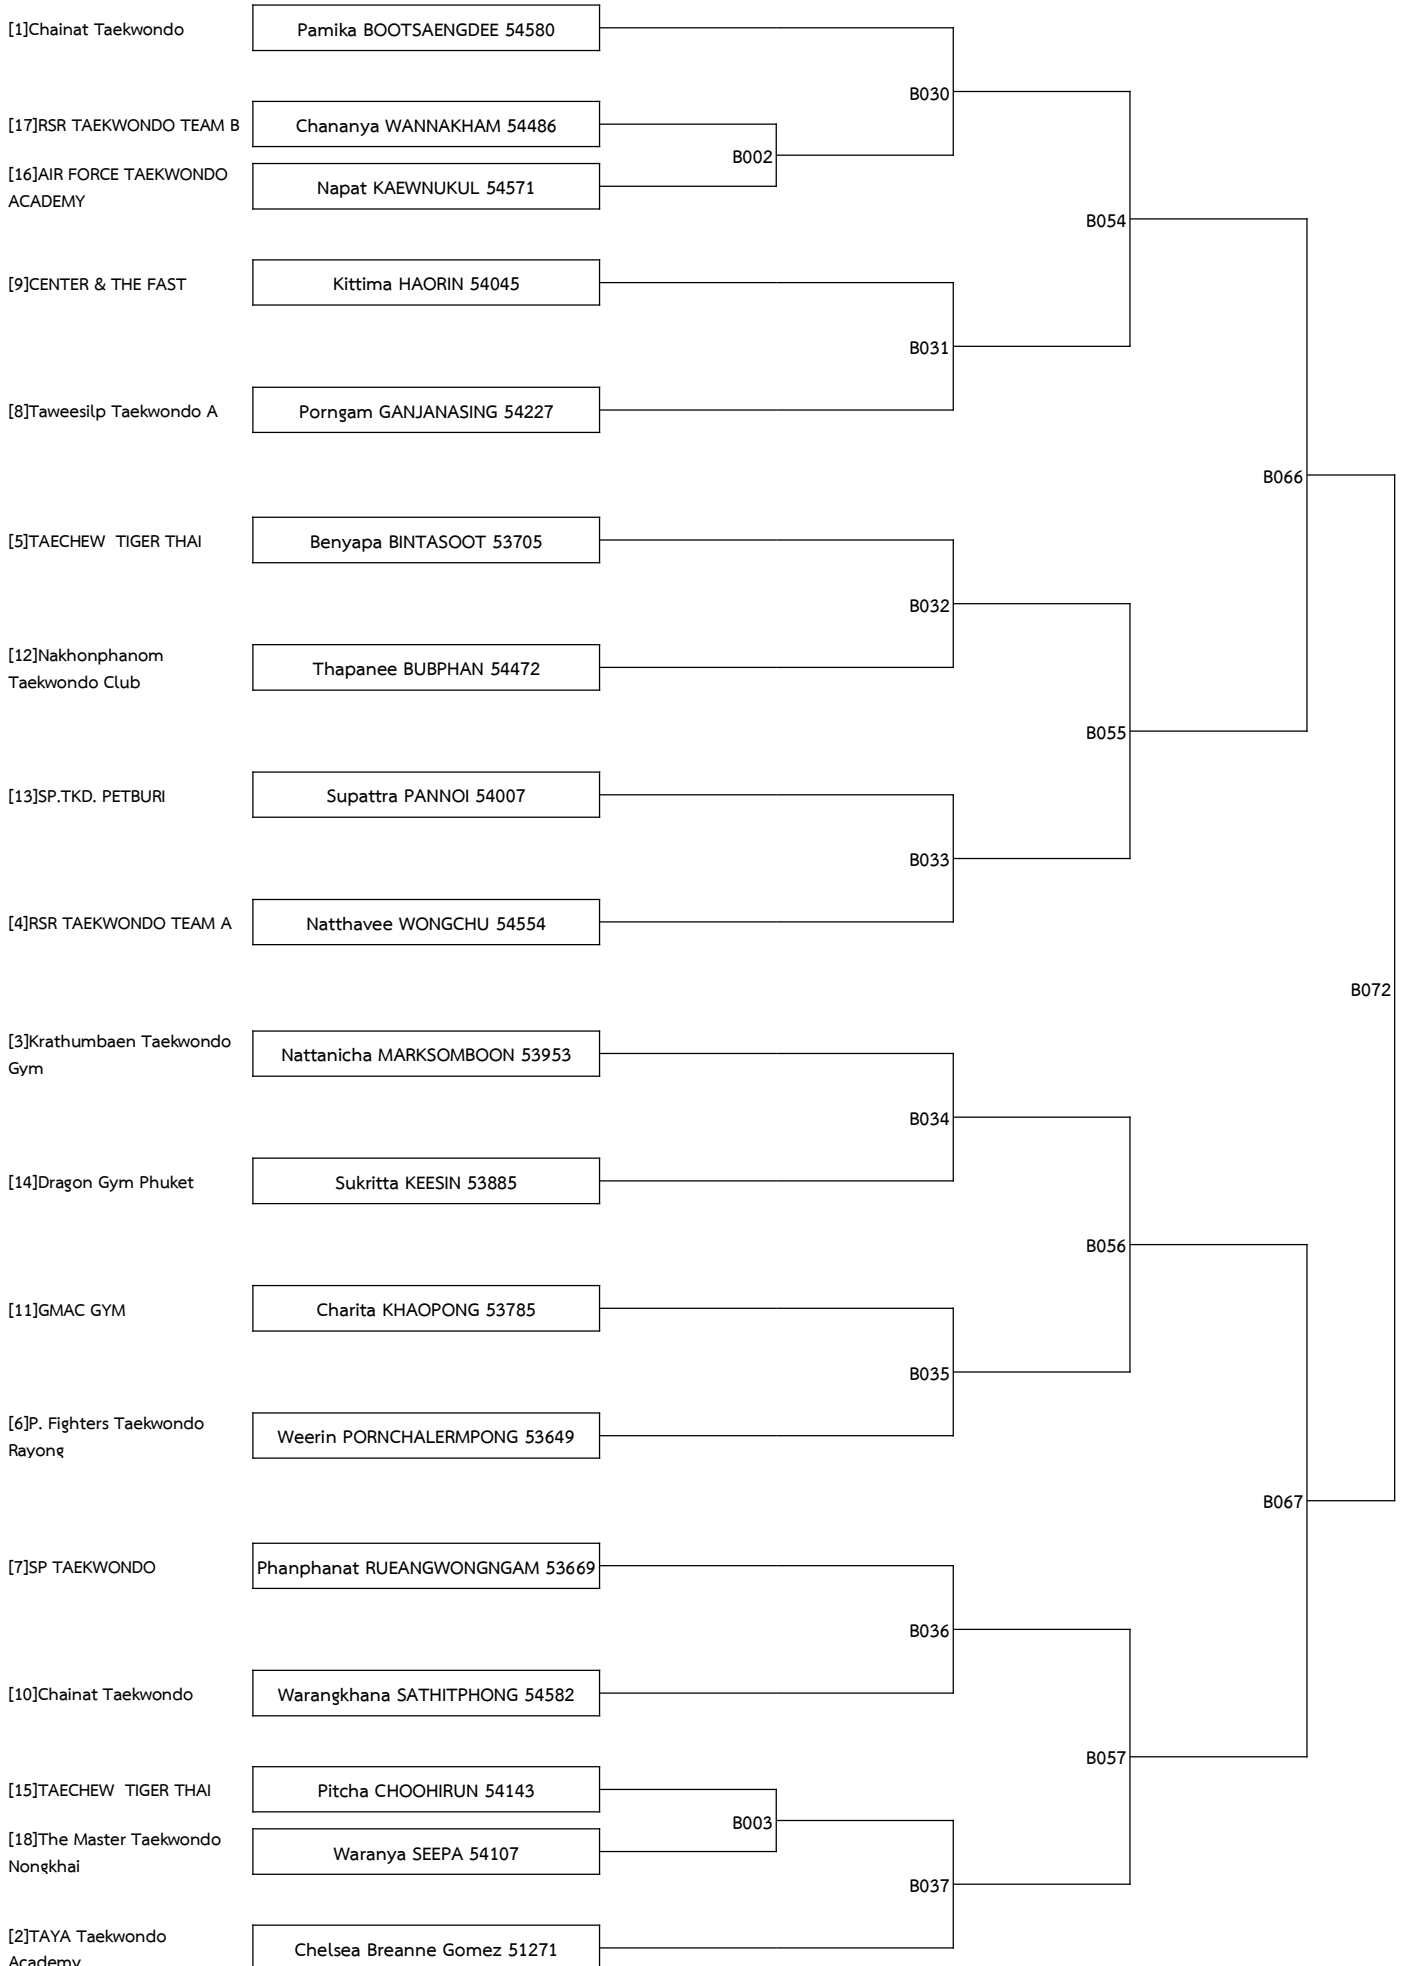 [1]Chainat Taekwondo
Pamika BOOTSAENGDEE 54580
B030
[17]RSR TAEKWONDO TEAM B
Chananya WANNAKHAM 54486
B002
[16]AIR FORCE TAEKWONDO
ACADEMY
Napat KAEWNUKUL 54571
B054
[9]CENTER & THE FAST
Kittima HAORIN 54045
B031
[8]Taweesilp Taekwondo A
Porngam GANJANASING 54227
B066
[5]TAECHEW  TIGER THAI
Benyapa BINTASOOT 53705
B032
[12]Nakhonphanom
Taekwondo Club
Thapanee BUBPHAN 54472
B055
[13]SP.TKD. PETBURI
Supattra PANNOI 54007
B033
[4]RSR TAEKWONDO TEAM A
Natthavee WONGCHU 54554
B072
[3]Krathumbaen Taekwondo
Gym
Nattanicha MARKSOMBOON 53953
B034
[14]Dragon Gym Phuket
Sukritta KEESIN 53885
B056
[11]GMAC GYM
Charita KHAOPONG 53785
B035
[6]P. Fighters Taekwondo
Rayong
Weerin PORNCHALERMPONG 53649
B067
[7]SP TAEKWONDO
Phanphanat RUEANGWONGNGAM 53669
B036
[10]Chainat Taekwondo
Warangkhana SATHITPHONG 54582
B057
[15]TAECHEW  TIGER THAI
Pitcha CHOOHIRUN 54143
B003
[18]The Master Taekwondo
Nongkhai
Waranya SEEPA 54107
B037
[2]TAYA Taekwondo
Academy
Chelsea Breanne Gomez 51271